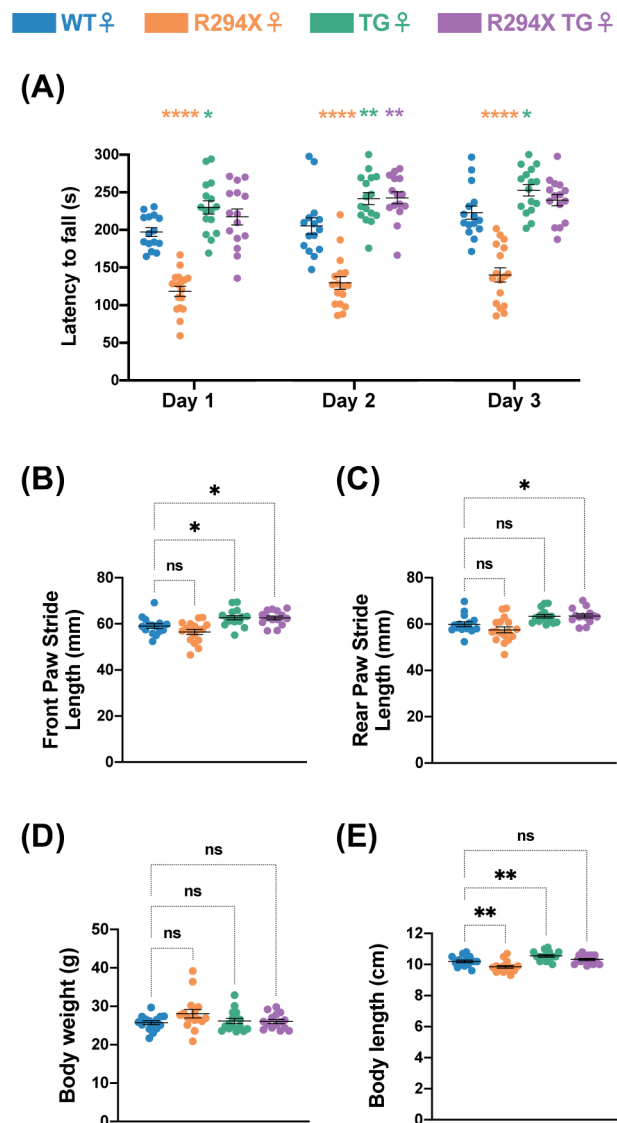 WT♀ R294X♀ TG♀ R294X TG♀
(A)
**** * **** ** ** **** *
Latency to fall (s)
300
250
200
150
100
50
0
Day 1 Day 2 Day 3
(B)
*
*
ns
Front Paw Stride
Length (mm)
80
60
40
20
0
(C)
*
ns
ns
Rear Paw Stride
Length (mm)
80
60
40
20
0
(D)
ns
ns
ns
Body weight (g)
50
40
30
20
10
0
(E)
ns
**
**
Body length (cm)
12
10
8
6
4
2
0